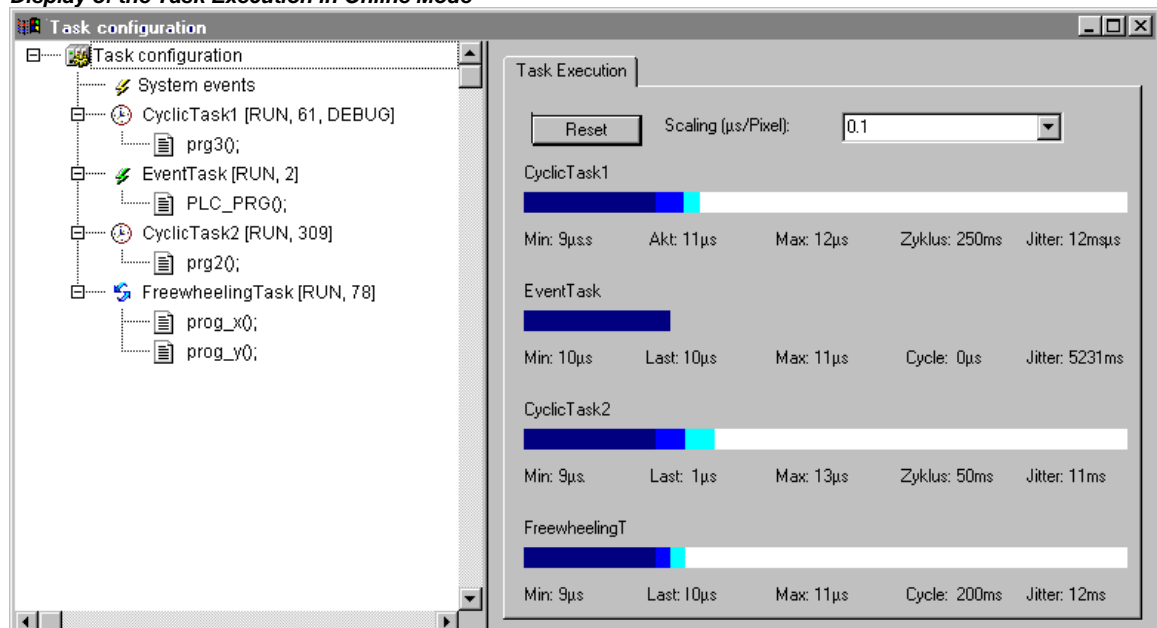 Display of the Task Execution in Online Mode
Task configuration
Task configuration
System events
CyclicTask1 [RUN, 61, DEBUG]
prg3();
EventTask [RUN, 2]
PLC_PRG();
CyclicTask2 [RUN, 309]
prg2();
FreewheelingTask [RUN, 78]
prog_x();
prog_y();
Task Execution
Reset Scaling (µs/Pixel): 0.1
CyclicTask1
Min: 9µs.s Akt: 11µs Max: 12µs Zyklus: 250ms Jitter: 12msµs
EventTask
Min: 10µs Last: 10µs Max: 11µs Cycle: 0µs Jitter: 5231ms
CyclicTask2
Min: 9µs. Last: 1µs Max: 13µs Zyklus: 50ms Jitter: 11ms
FreewheelingT
Min: 9µs Last: 10µs Max: 11µs Cycle: 200ms Jitter: 12ms